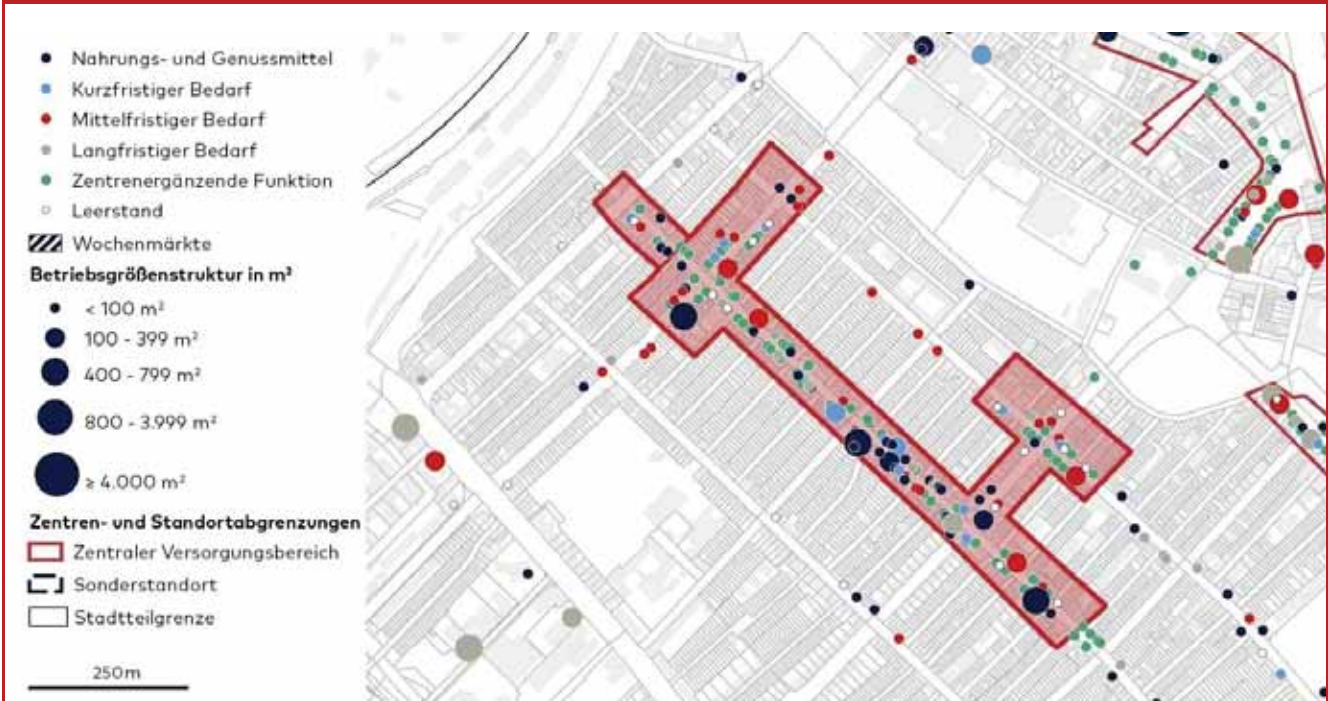 Nahrungs- und Genussmittel
Kurzfristiger Bedarf
Mittelfristiger Bedarf
Langfristiger Bedarf
Zentrenergänzende Funktion
Leerstand
Wochenmärkte
Betriebsgrößenstruktur in m²
< 100 m²
100 - 399 m²
400 - 799 m²
800 - 3.999 m²
≥ 4.000 m²
Zentren- und Standortabgrenzungen
Zentraler Versorgungsbereich
Sonderstandort
Stadtteilgrenze
250m